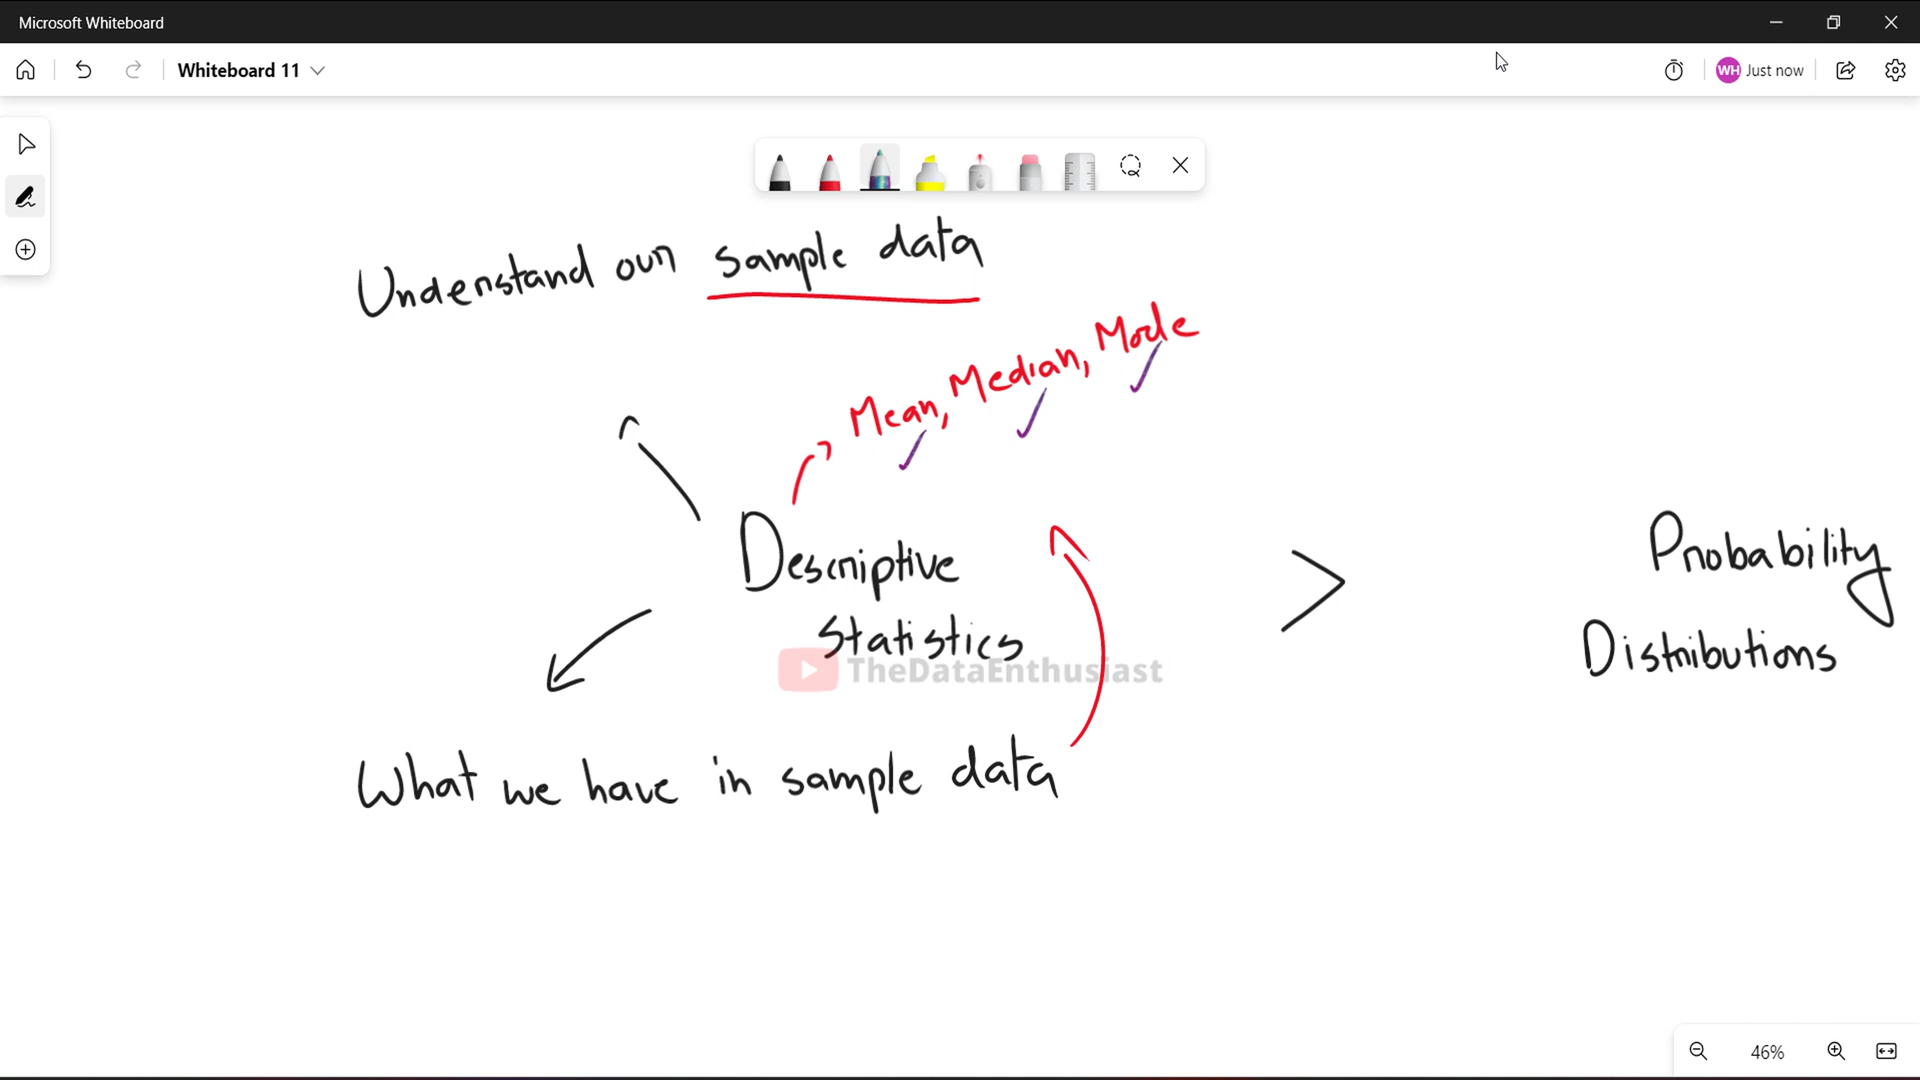 Microsoft Whiteboard
Whiteboard 11
WH Just now
Understand our sample data
Mean, Median, Mode
Descriptive
Statistics
Probability
Distributions
TheDataEnthusiast
What we have in sample data
46%